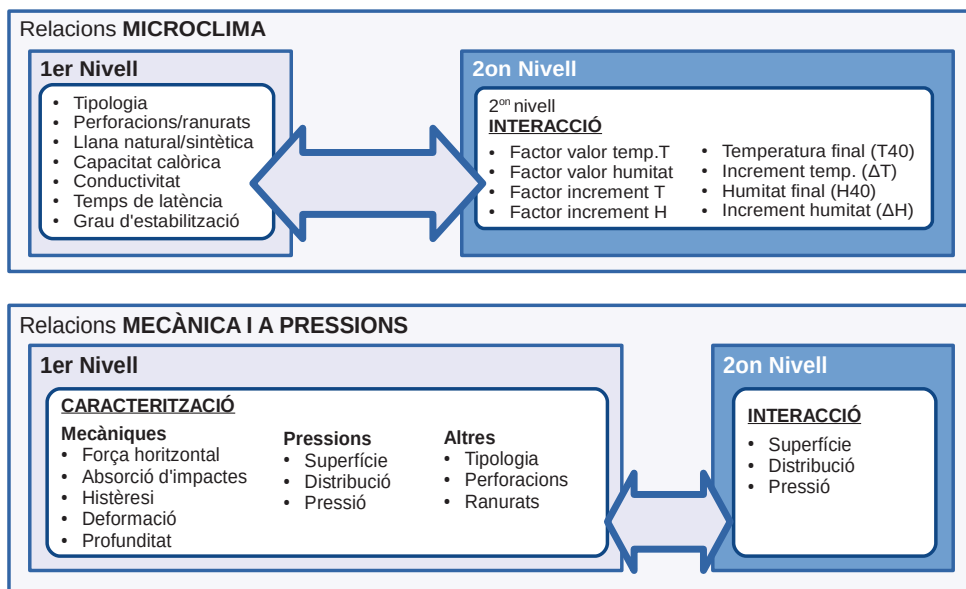 Relacions MICROCLIMA
1er Nivell
• Tipologia
• Perforacions/ranurats
• Llana natural/sintètica
• Capacitat calòrica
• Conductivitat
• Temps de latència
• Grau d'estabilització
2on Nivell
2on nivell
INTERACCIÓ
• Factor valor temp.T
• Factor valor humitat
• Factor increment T
• Factor increment H
• Temperatura final (T40)
• Increment temp. (ΔT)
• Humitat final (H40)
• Increment humitat (ΔH)
Relacions MECÀNICA I A PRESSIONS
1er Nivell
CARACTERITZACIÓ
Mecàniques
• Força horitzontal
• Absorció d'impactes
• Histèresi
• Deformació
• Profunditat
Pressions
• Superfície
• Distribució
• Pressió
Altres
• Tipologia
• Perforacions
• Ranurats
2on Nivell
INTERACCIÓ
• Superfície
• Distribució
• Pressió